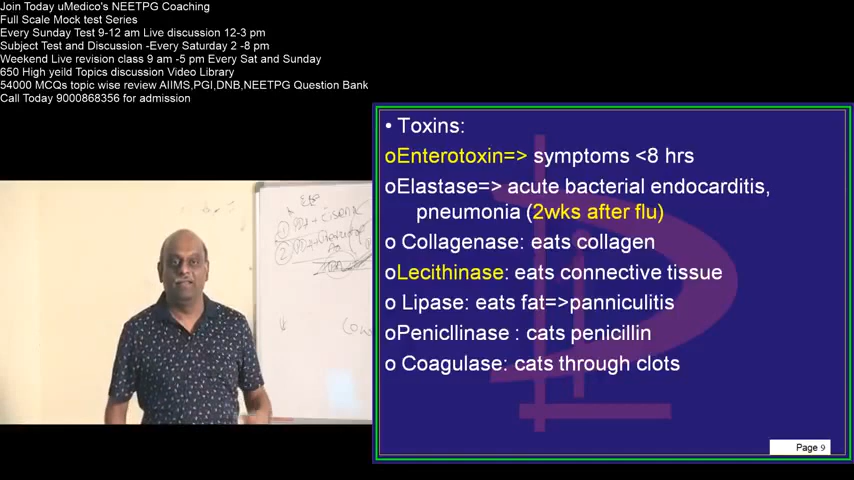 Join Today uMedico's NEETPG Coaching
Full Scale Mock test Series
Every Sunday Test 9-12 am Live discussion 12-3 pm
Subject Test and Discussion -Every Saturday 2 -8 pm
Weekend Live revision class 9 am -5 pm Every Sat and Sunday
650 High yeild Topics discussion Video Library
54000 MCQs topic wise review AIIMS,PGI,DNB,NEETPG Question Bank
Call Today 9000868356 for admission
• Toxins:
oEnterotoxin=> symptoms <8 hrs
oElastase=> acute bacterial endocarditis,
pneumonia (2wks after flu)
o Collagenase: eats collagen
oLecithinase: eats connective tissue
o Lipase: eats fat=>panniculitis
oPenicllinase : cats penicillin
o Coagulase: cats through clots
Page 9